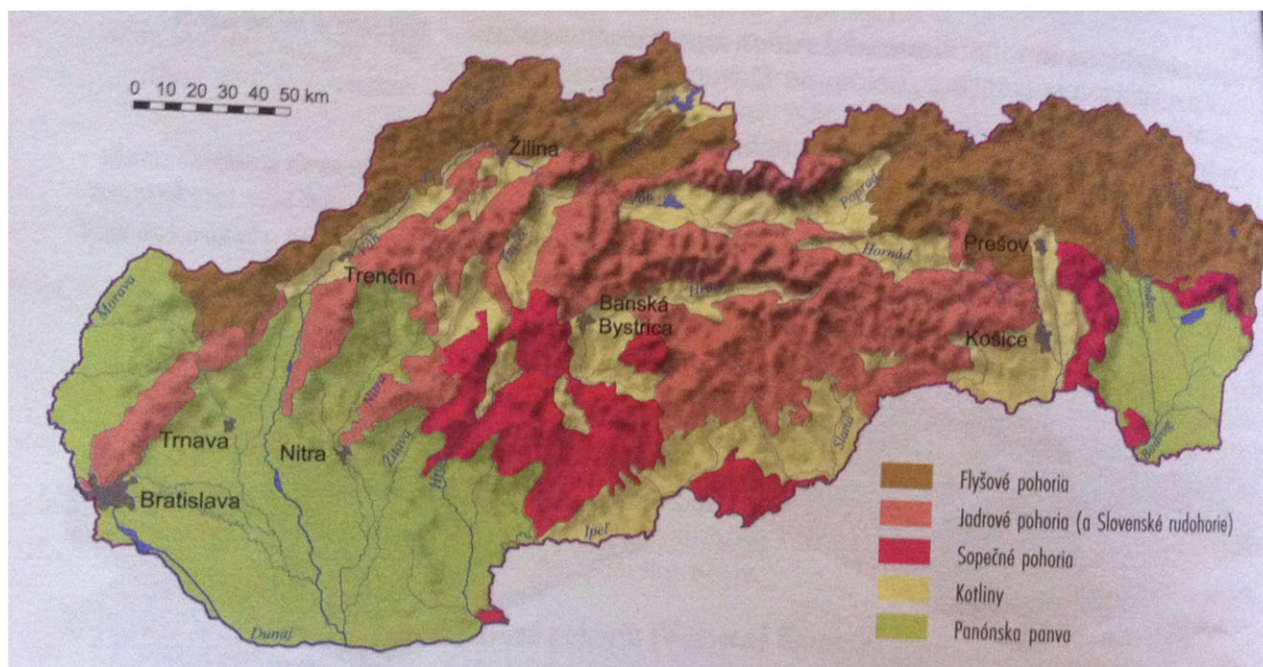 0 10 20 30 40 50 km
Žilina
Váh
Poprad
Hornád
Prešov
Morava
Váh
Trenčín
Hron
Banská
Bystrica
Košice
Nitra
Trnava
Nitra
Žitava
Slaná
Bodrog
Bratislava
Ipeľ
Dunaj
Flyšové pohoria
Jadrové pohoria (a Slovenské rudohorie)
Sopečné pohoria
Kotliny
Panónska panva